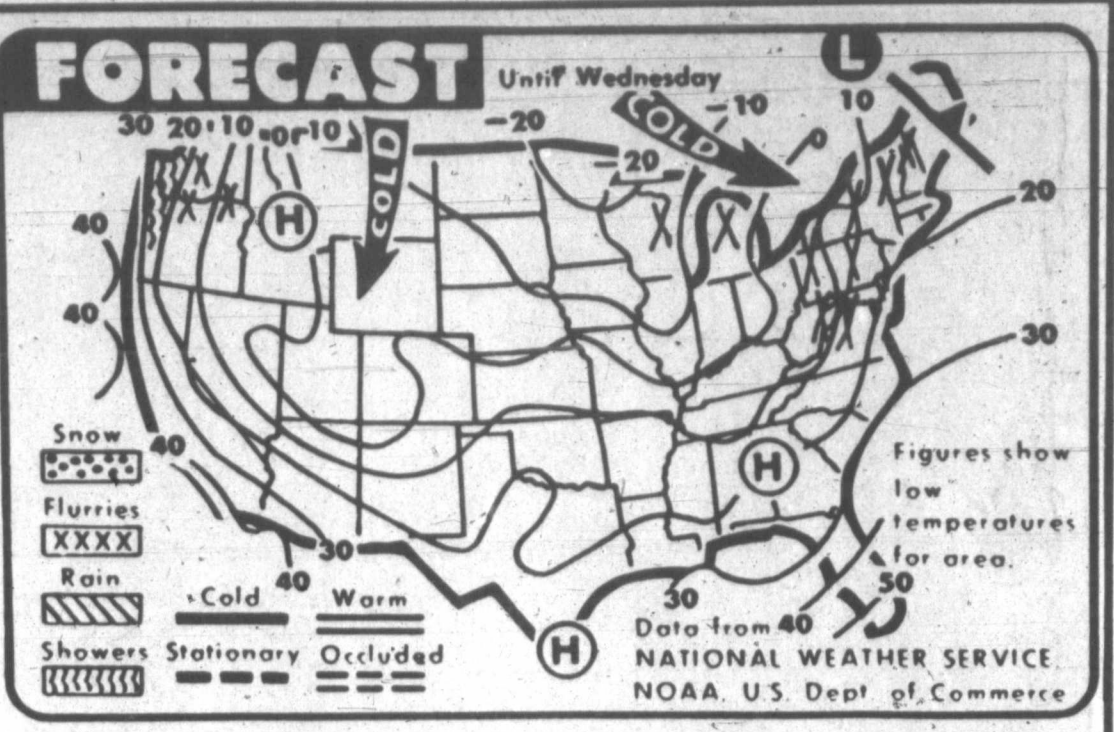 FORECAST
Until Wednesday
L
30 20 10 0 -10
-20
COLD
-10
10
0
-20
COLD
20
H
40
40
30
40
H
Snow
Flurries
XXXX
Rain
Showers
Cold
Warm
Stationary
Occluded
30
40
H
30
40
50
Figures show
low
temperatures
for area.
Data from
NATIONAL WEATHER SERVICE
NOAA, U.S. Dept. of Commerce